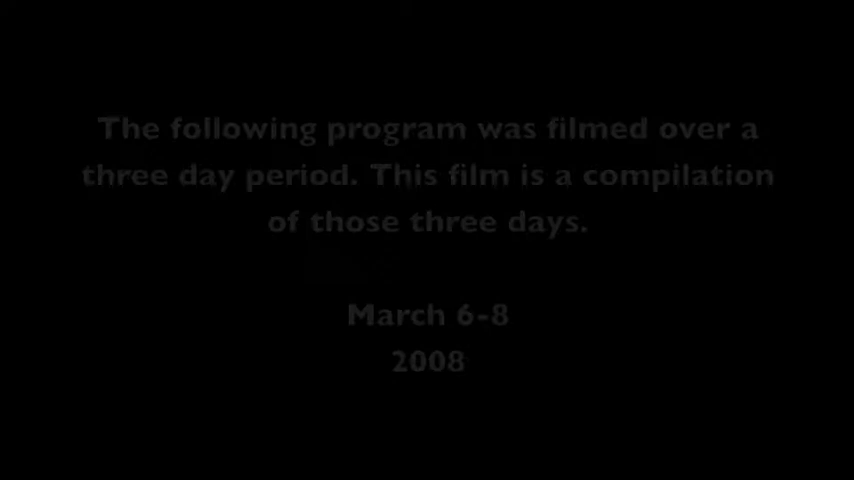 The following program was filmed over a
three day period. This film is a compilation
of those three days.
March 6-8
2008